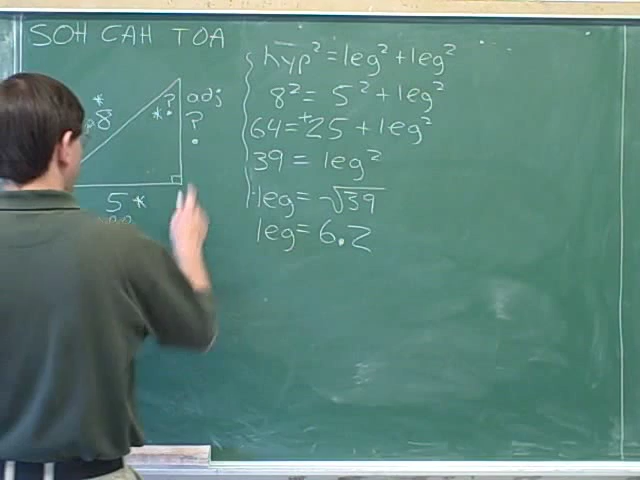 SOH CAH TOA
hyp² = leg² + leg²
8² = 5² + leg²
64 = 25 + leg²
39 = leg²
leg = √39
leg = 6.2
* 8
* ?
adj
?
5 *